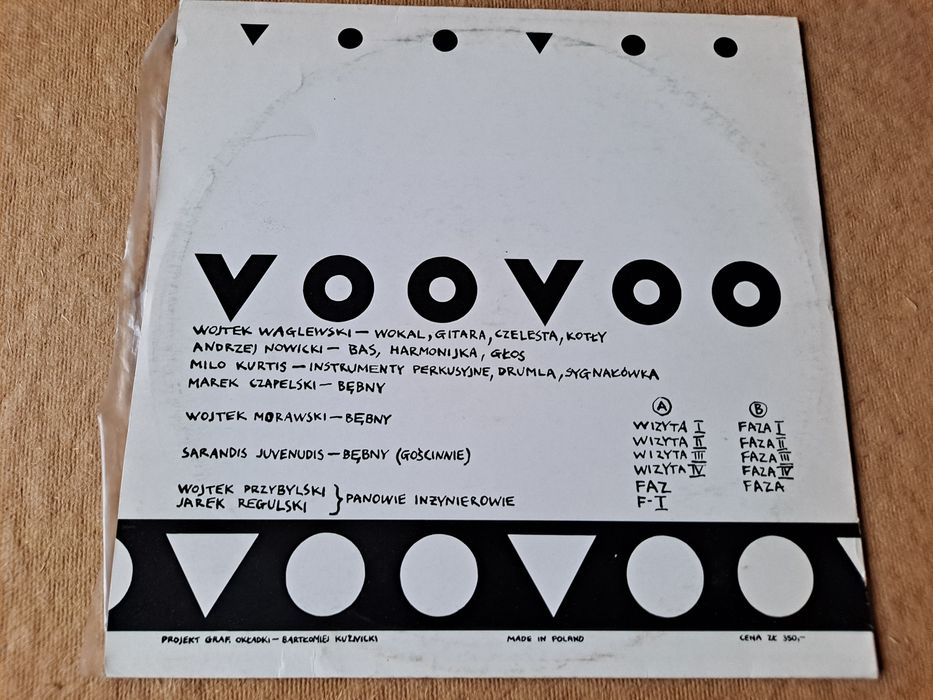 VOOVOO
WOJTEK WAGLEWSKI – WOKAL, GITARA, CZELESTA, KOTŁY
ANDRZEJ NOWICKI – BAS, HARMONIJKA, GŁOS
MILO KURTIS – INSTRUMENTY PERKUSYJNE, DRUMLA, SYGNAŁÓWKA
MAREK CZAPELSKI – BĘBNY
WOJTEK MORAWSKI – BĘBNY
SARANDIS JUVENUDIS – BĘBNY (GOŚCINNIE)
WOJTEK PRZYBYLSKI
JAREK REGULSKI } PANOWIE INŻYNIEROWIE
A
WIZYTA I
WIZYTA II
WIZYTA III
WIZYTA IV
FAZ
F-I
B
FAZA I
FAZA II
FAZA III
FAZA IV
FAZA
PROJEKT GRAF. OKŁADKI – BARTŁOMIEJ KUŹNICKI
MADE IN POLAND
CENA ZŁ 350,-